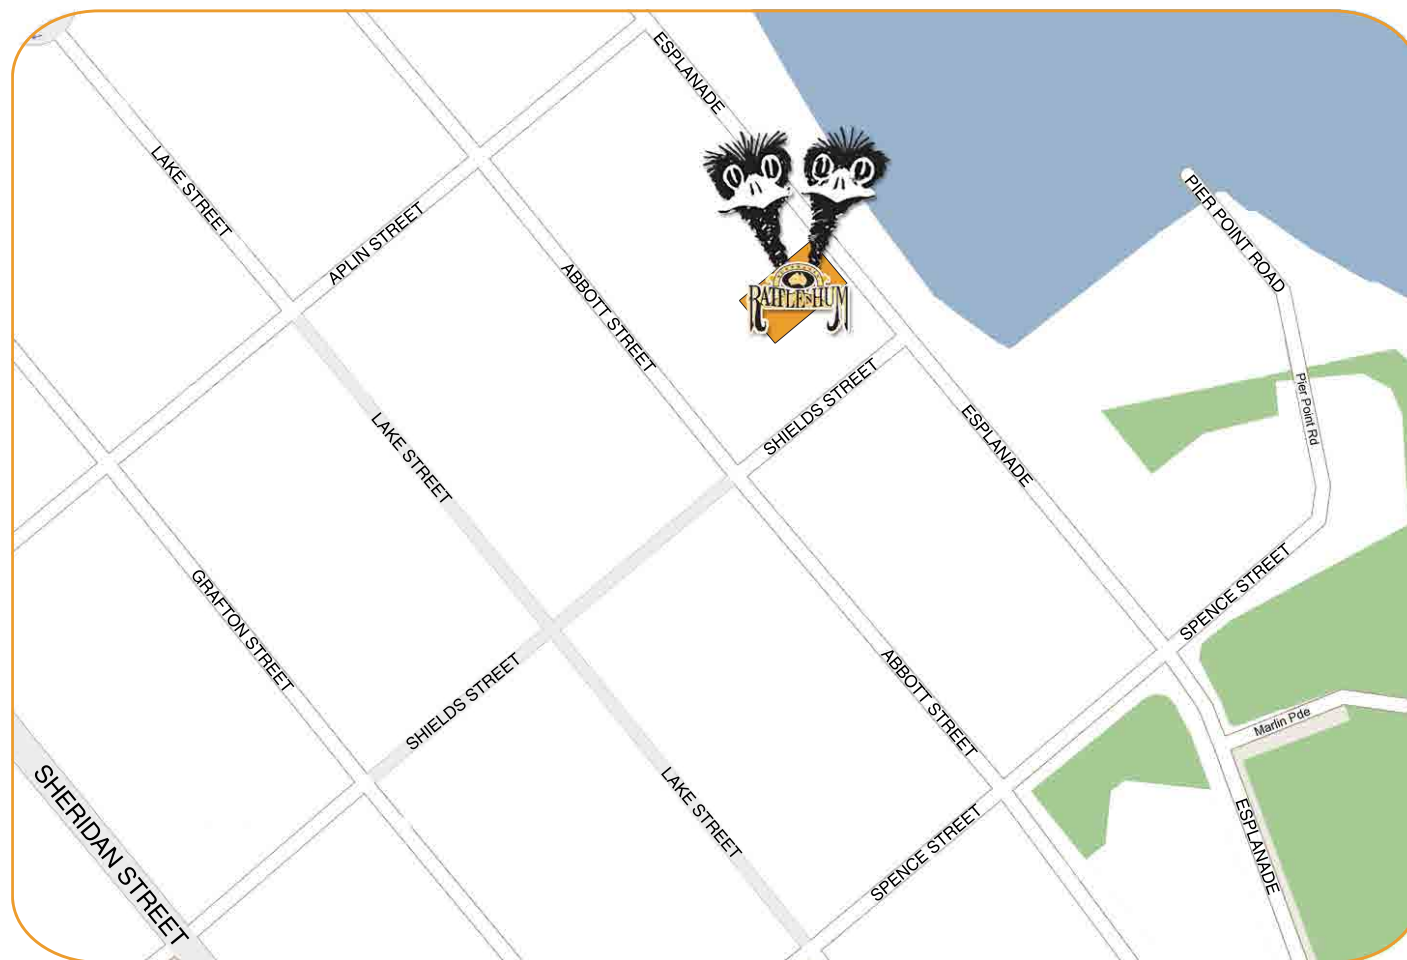 ESPLANADE
LAKE STREET
APLIN STREET
ABBOTT STREET
PIER POINT ROAD
RATTLE'N'HUM
SHIELDS STREET
Pier Point Rd
LAKE STREET
ESPLANADE
SPENCE STREET
GRAFTON STREET
SHIELDS STREET
ABBOTT STREET
Marlin Pde
SHERIDAN STREET
LAKE STREET
SPENCE STREET
ESPLANADE